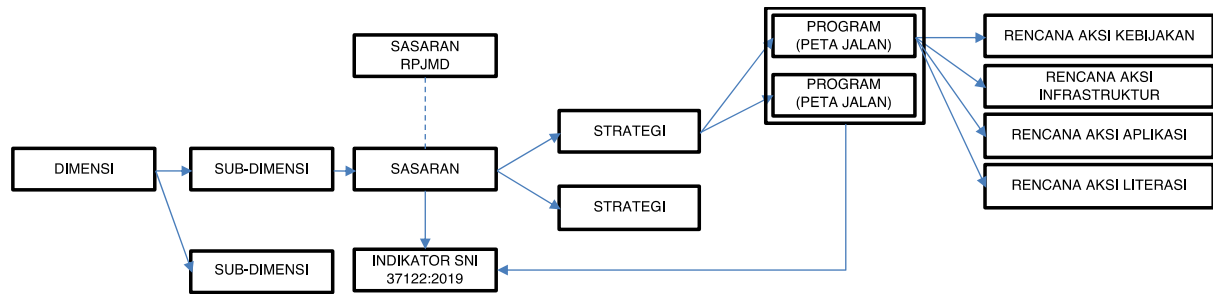 DIMENSI
SUB-DIMENSI
SUB-DIMENSI
SASARAN
RPJMD
SASARAN
INDIKATOR SNI
37122:2019
STRATEGI
STRATEGI
PROGRAM
(PETA JALAN)
PROGRAM
(PETA JALAN)
RENCANA AKSI KEBIJAKAN
RENCANA AKSI
INFRASTRUKTUR
RENCANA AKSI APLIKASI
RENCANA AKSI LITERASI